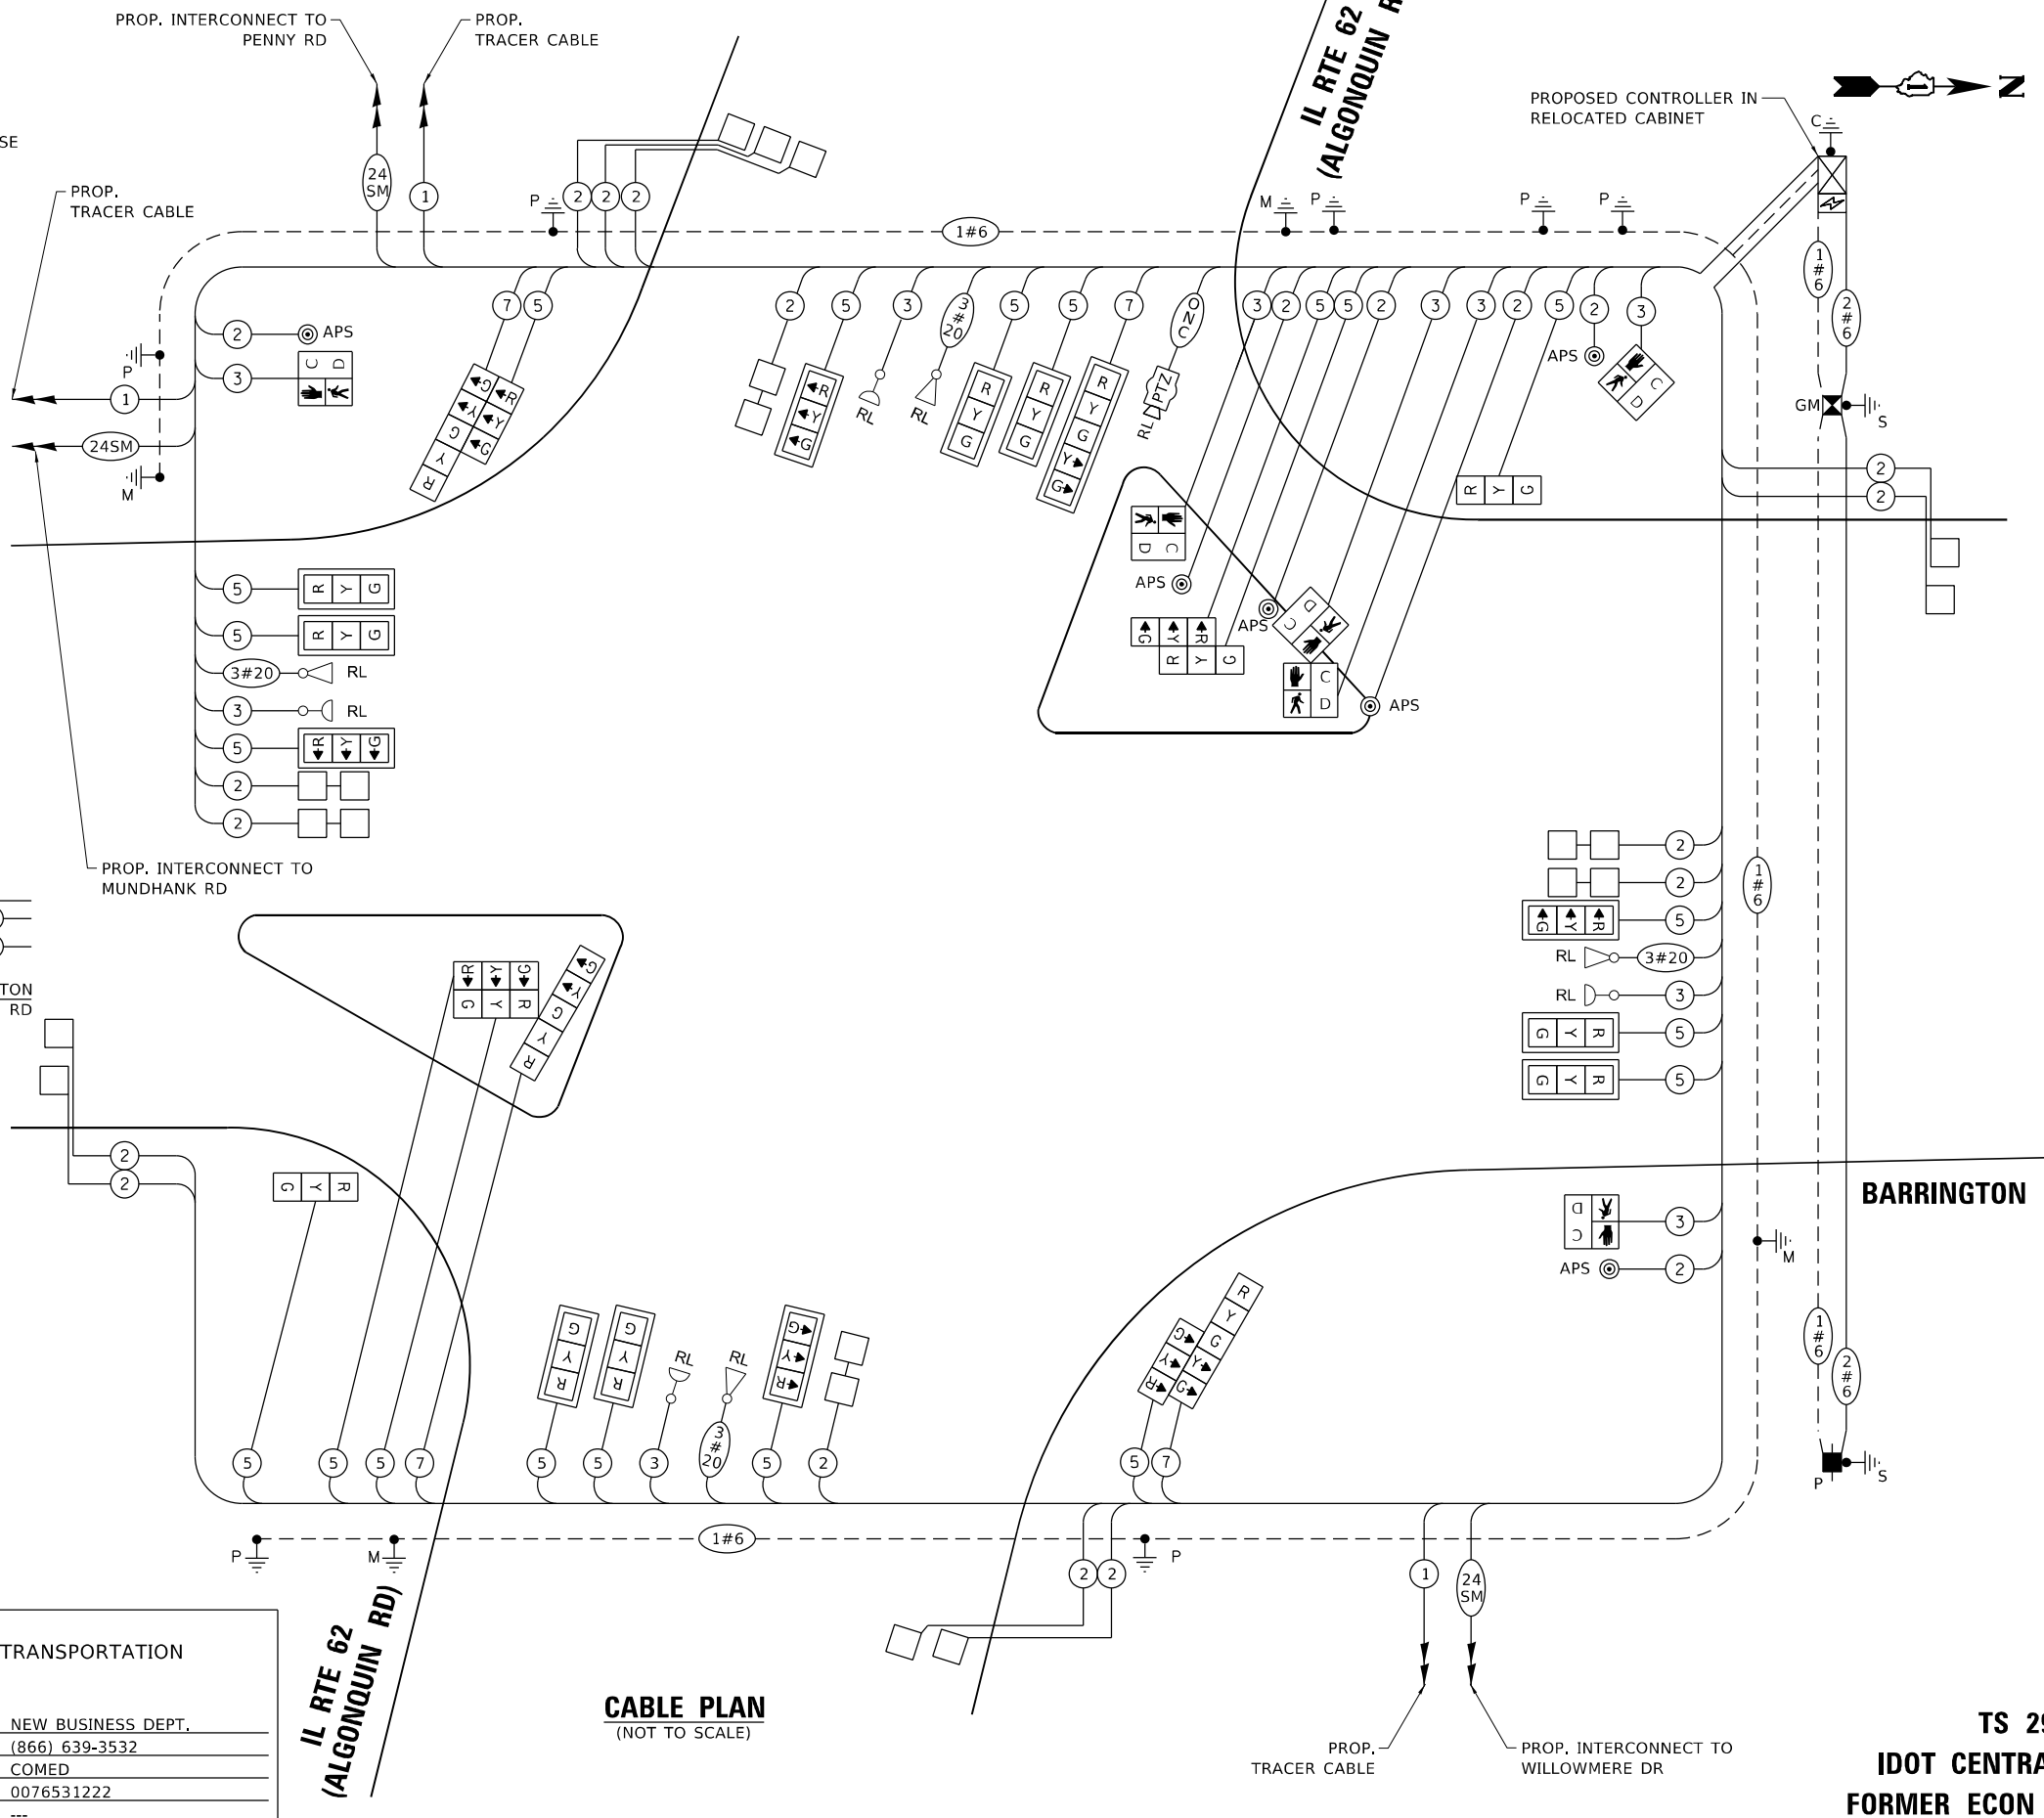 PROP. INTERCONNECT TO
PENNY RD
PROP.
TRACER CABLE
IL RTE 62
(ALGONQUIN R
PROPOSED CONTROLLER IN
RELOCATED CABINET
C
N
SE
PROP.
TRACER CABLE
24
SM
1
P
2
2
2
1#6
M
P
P
P
1
#
6
2
#
6
7
5
2
5
3
3
#
20
5
5
7
ONC
3
2
5
5
2
3
3
2
5
2
3
2
APS
P
3
C D
1
24SM
M
G R
Y Y
G G
Y
R
R
Y
G
RL
RL
R
Y
G
R
Y
G
R
Y
G
Y
G
RL
PTZ
APS
C
D
GM
S
2
2
R Y G
D C
APS
APS
D
C
G Y R
R Y G
C
D
APS
5
R Y G
5
R Y G
3#20
RL
3
RL
5
R Y G
2
2
PROP. INTERCONNECT TO
MUNDHANK RD
2
2
G Y R
5
RL
3#20
RL
3
G Y R
5
G Y R
5
1
#
6
TON
RD
R Y G
G Y R
G
Y
G
Y
R
2
2
G Y R
BARRINGTON
D
C
3
APS
2
M
1
#
6
2
#
6
P
S
G
Y
R
G
Y
R
RL
RL
G
Y
R
G
Y
R
R
Y
G
Y
G
5
5
5
7
5
5
3
3
#
20
5
2
5
7
P
M
1#6
P
2
2
1
24
SM
IL RTE 62
(ALGONQUIN RD)
TRANSPORTATION
NEW BUSINESS DEPT.
(866) 639-3532
COMED
0076531222
---
CABLE PLAN
(NOT TO SCALE)
PROP.
TRACER CABLE
PROP. INTERCONNECT TO
WILLOWMERE DR
TS 29
IDOT CENTRA
FORMER ECON